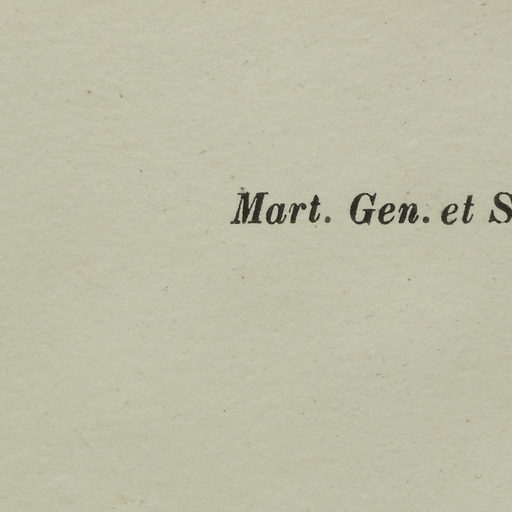 Mart. Gen. et S